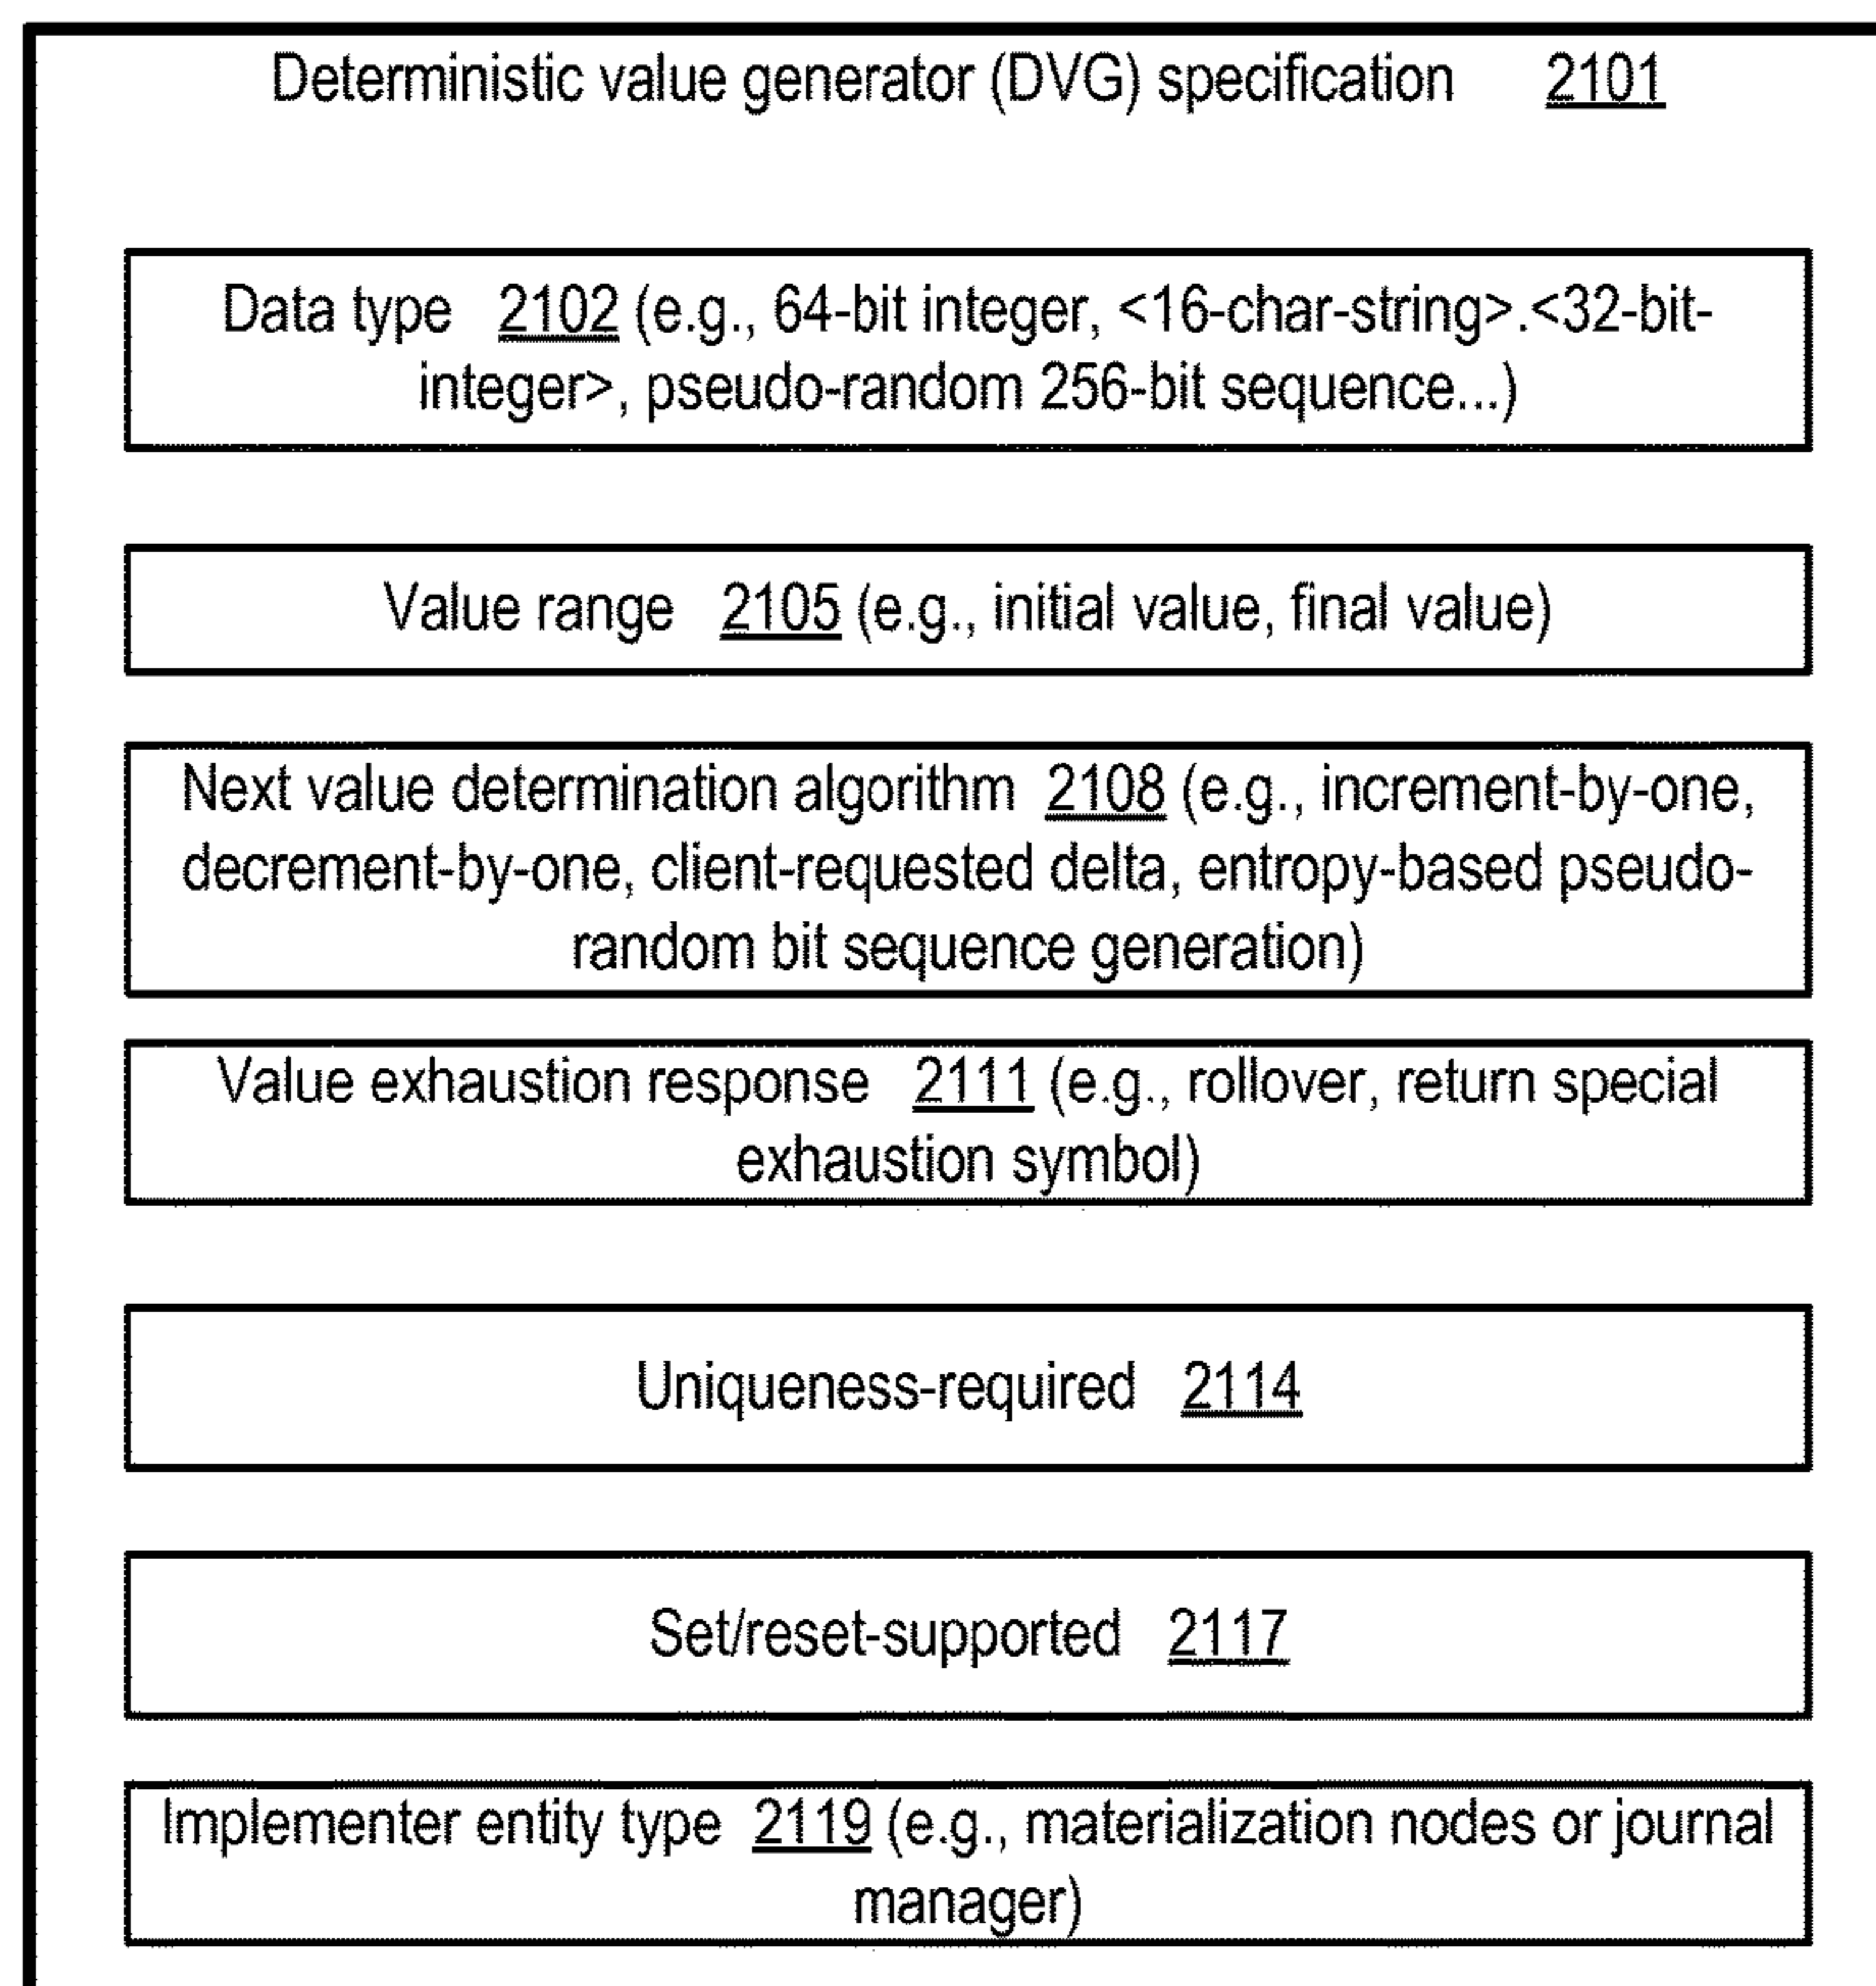 Deterministic value generator (DVG) specification 2101
Data type 2102 (e.g., 64-bit integer, <16-char-string>.<32-bit-
integer>, pseudo-random 256-bit sequence...)
Value range 2105 (e.g., initial value, final value)
Next value determination algorithm 2108 (e.g., increment-by-one,
decrement-by-one, client-requested delta, entropy-based pseudo-
random bit sequence generation)
Value exhaustion response 2111 (e.g., rollover, return special
exhaustion symbol)
Uniqueness-required 2114
Set/reset-supported 2117
Implementer entity type 2119 (e.g., materialization nodes or journal
manager)